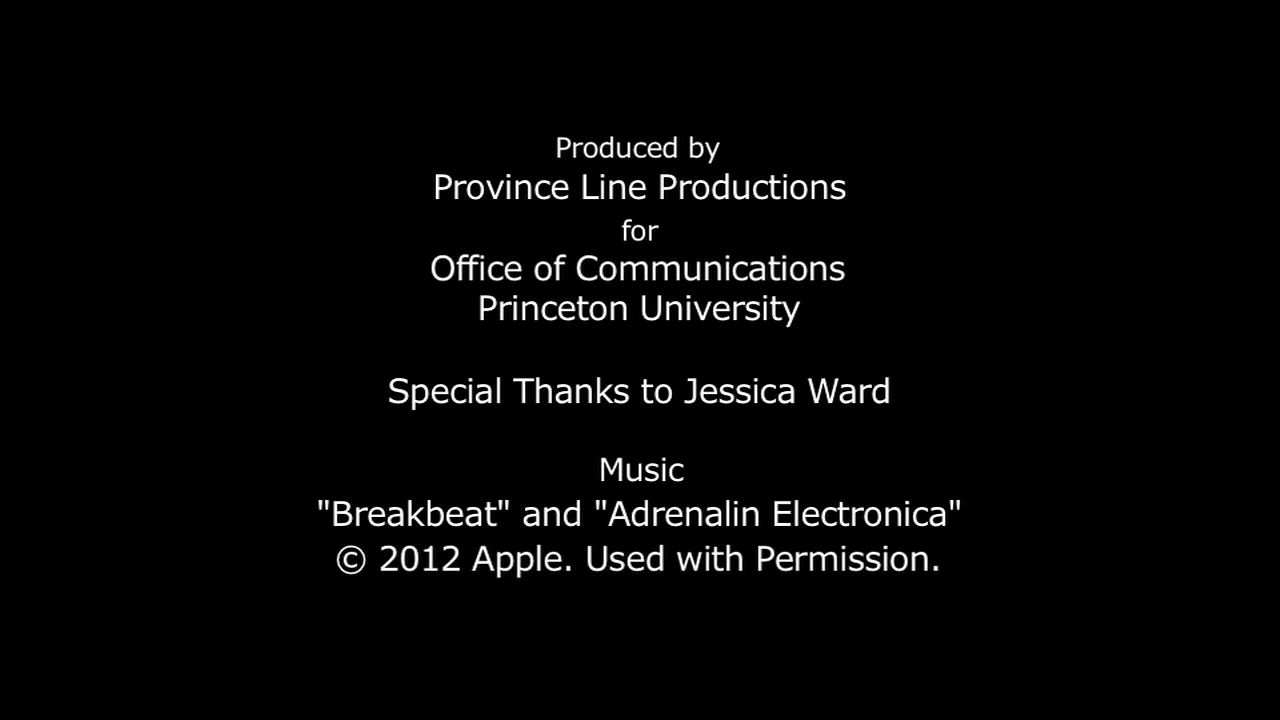 Produced by
Province Line Productions
for
Office of Communications
Princeton University
Special Thanks to Jessica Ward
Music
"Breakbeat" and "Adrenalin Electronica"
© 2012 Apple. Used with Permission.